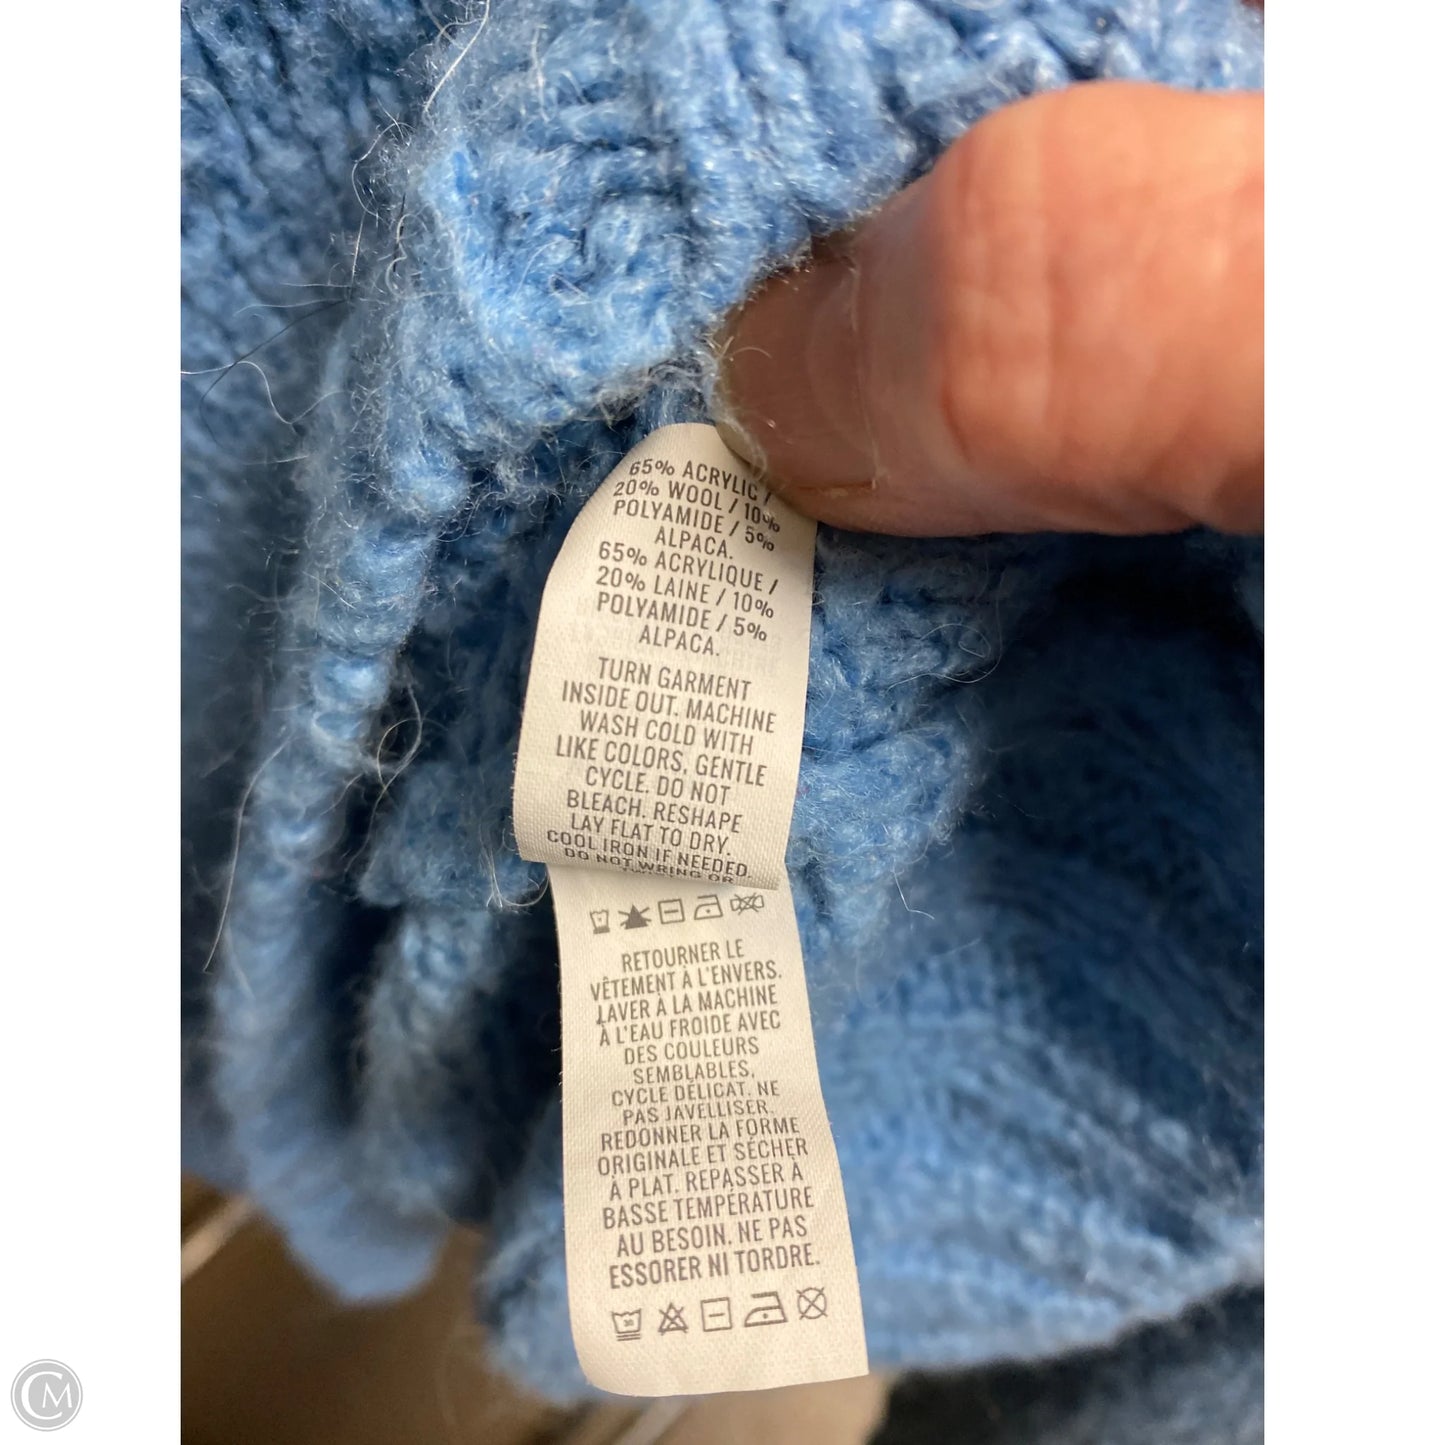 65% ACRYLIC /
20% WOOL / 10%
POLYAMIDE / 5%
ALPACA.
65% ACRYLIQUE /
20% LAINE / 10%
POLYAMIDE / 5%
ALPACA.
TURN GARMENT
INSIDE OUT. MACHINE
WASH COLD WITH
LIKE COLORS, GENTLE
CYCLE. DO NOT
BLEACH. RESHAPE
LAY FLAT TO DRY.
COOL IRON IF NEEDED.
DO NOT WRING OR
RETOURNER LE
VÊTEMENT À L'ENVERS.
LAVER À LA MACHINE
À L'EAU FROIDE AVEC
DES COULEURS
SEMBLABLES,
CYCLE DÉLICAT. NE
PAS JAVELLISER.
REDONNER LA FORME
ORIGINALE ET SÉCHER
À PLAT. REPASSER À
BASSE TEMPÉRATURE
AU BESOIN. NE PAS
ESSORER NI TORDRE.
30
CM